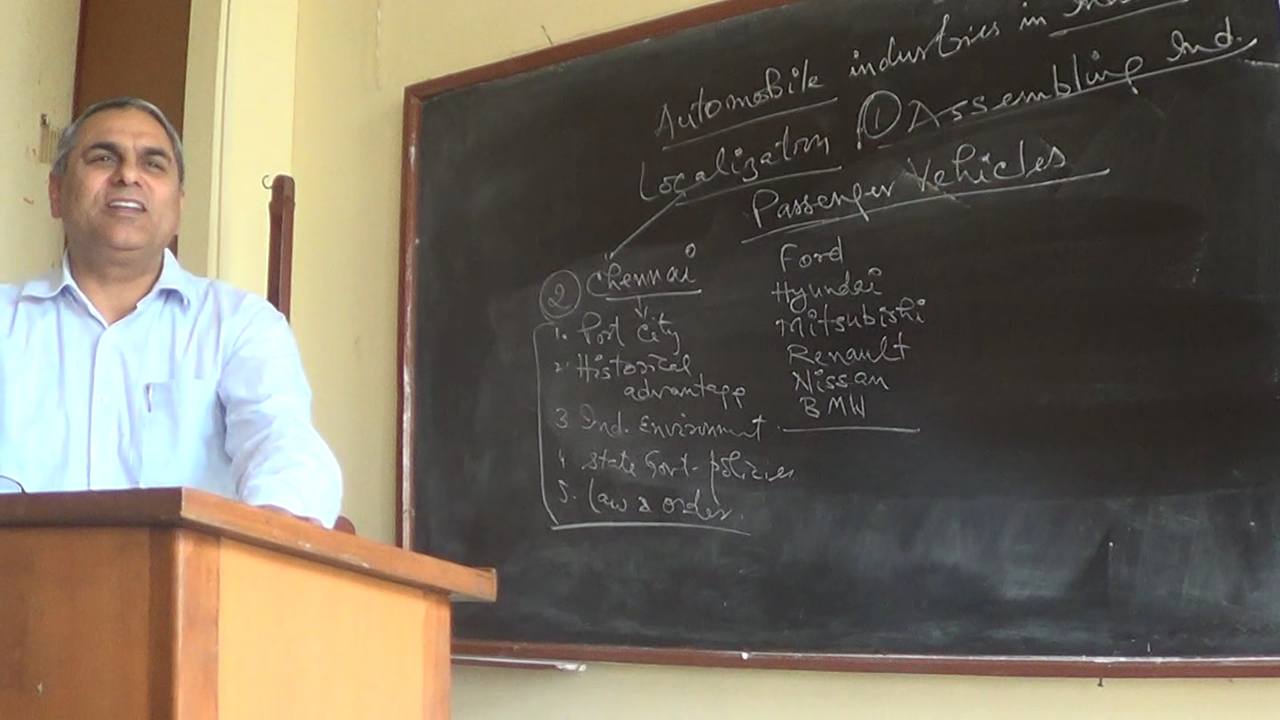 Automobile industries in
Localization ① Assembling Ind.
Passenger Vehicles
② Chennai
1. Port City
2. Historical
advantage
3. Ind. Environment
4. State Govt. policies
5. Law & order.
Ford
Hyundai
Mitsubishi
Renault
Nissan
BMW